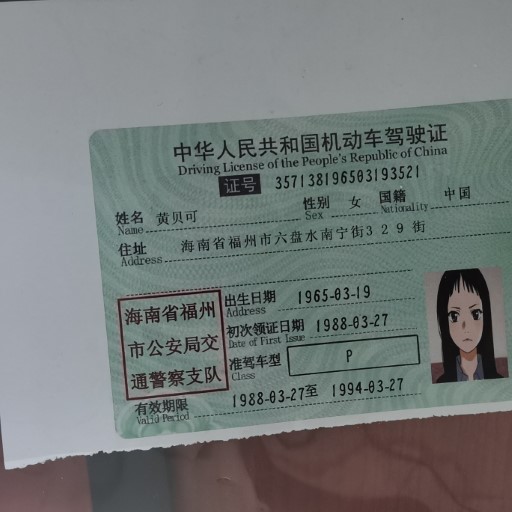 中华人民共和国机动车驾驶证
Driving License of the People's Republic of China
证号 357138196503193521
姓名 黄贝可 性别 女 国籍 中国
Name Sex Nationality
住址 海南省福州市六盘水南宁街329街
Address
出生日期 1965-03-19
Address
初次领证日期 1988-03-27
Date of First Issue
准驾车型 P
Class
海南省福州
市公安局交
通警察支队
有效期限 1988-03-27至 1994-03-27
Valid Period